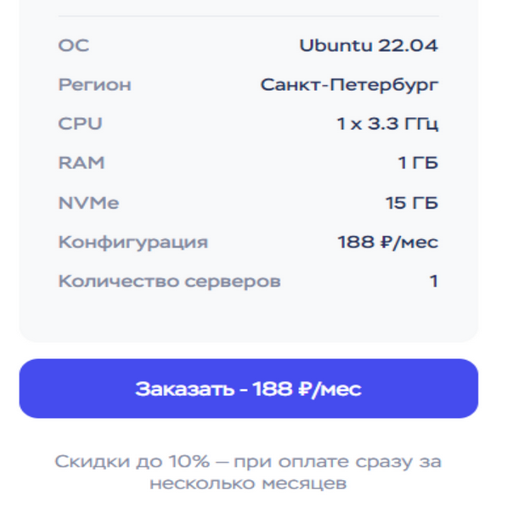 ОС Ubuntu 22.04
Регион Санкт-Петербург
CPU 1 x 3.3 ГГц
RAM 1 ГБ
NVMe 15 ГБ
Конфигурация 188 ₽/мес
Количество серверов 1
Заказать - 188 ₽/мес
Скидки до 10% — при оплате сразу за
несколько месяцев